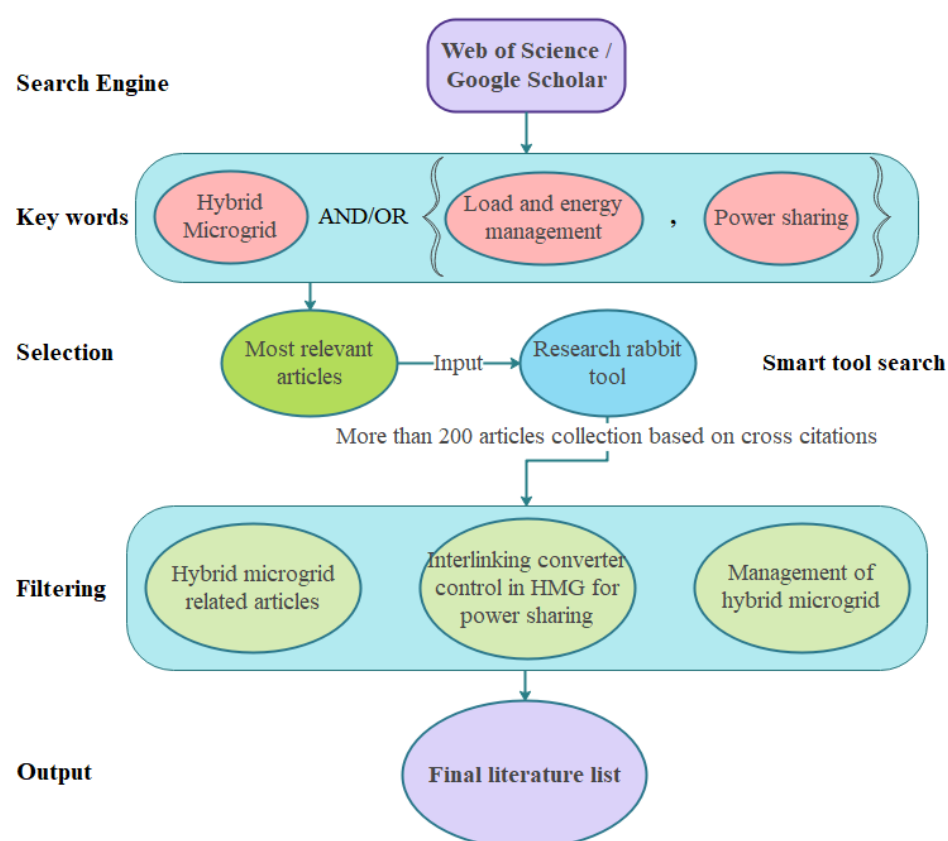 Web of Science /
Google Scholar
Search Engine
Key words
Hybrid
Microgrid
AND/OR
Load and energy
management
,
Power sharing
Selection
Most relevant
articles
Input
Research rabbit
tool
Smart tool search
More than 200 articles collection based on cross citations
Filtering
Hybrid microgrid
related articles
Interlinking converter
control in HMG for
power sharing
Management of
hybrid microgrid
Output
Final literature list